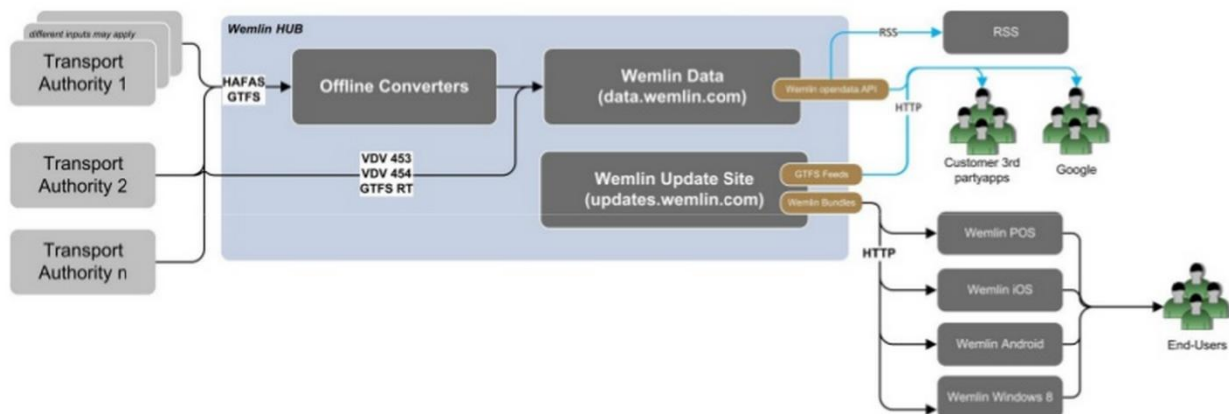 different inputs may apply
Transport
Authority 1
Transport
Authority 2
Transport
Authority n
HAFAS
GTFS
Wemlin HUB
Offline Converters
VDV 453
VDV 454
GTFS RT
Wemlin Data
(data.wemlin.com)
Wemlin opendata API
Wemlin Update Site
(updates.wemlin.com)
GTFS Feeds
Wemlin Bundles
RSS
RSS
HTTP
Customer 3rd
partyapps
Google
HTTP
Wemlin POS
Wemlin iOS
Wemlin Android
Wemlin Windows 8
End-Users